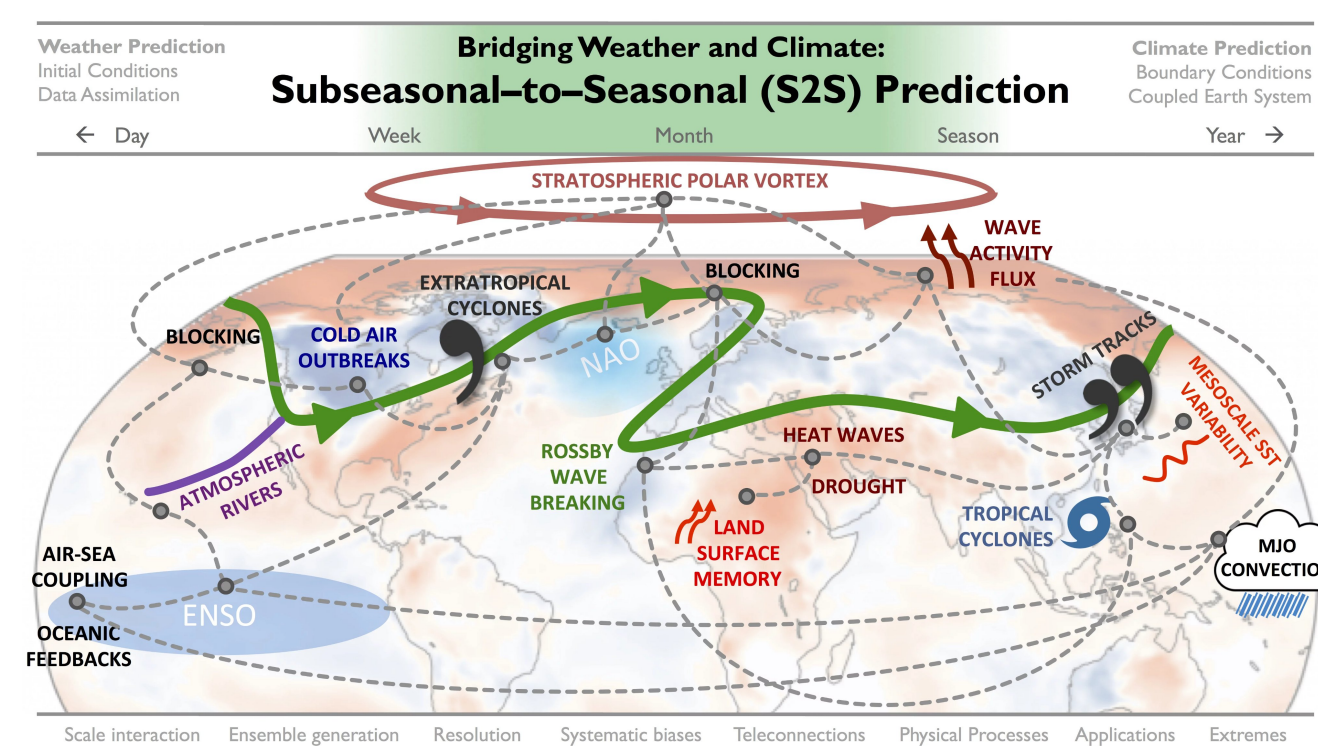 Bridging Weather and Climate:
Subseasonal–to–Seasonal (S2S) Prediction
Weather Prediction
Initial Conditions
Data Assimilation
Climate Prediction
Boundary Conditions
Coupled Earth System
← Day
Week
Month
Season
Year →
STRATOSPHERIC POLAR VORTEX
WAVE
ACTIVITY
FLUX
BLOCKING
EXTRATROPICAL
CYCLONES
BLOCKING
COLD AIR
OUTBREAKS
NAO
STORM TRACKS
MESOSCALE SST
VARIABILITY
ATMOSPHERIC
RIVERS
ROSSBY
WAVE
BREAKING
HEAT WAVES
DROUGHT
LAND
SURFACE
MEMORY
TROPICAL
CYCLONES
MJO
CONVECTIO
AIR-SEA
COUPLING
ENSO
OCEANIC
FEEDBACKS
Scale interaction
Ensemble generation
Resolution
Systematic biases
Teleconnections
Physical Processes
Applications
Extremes